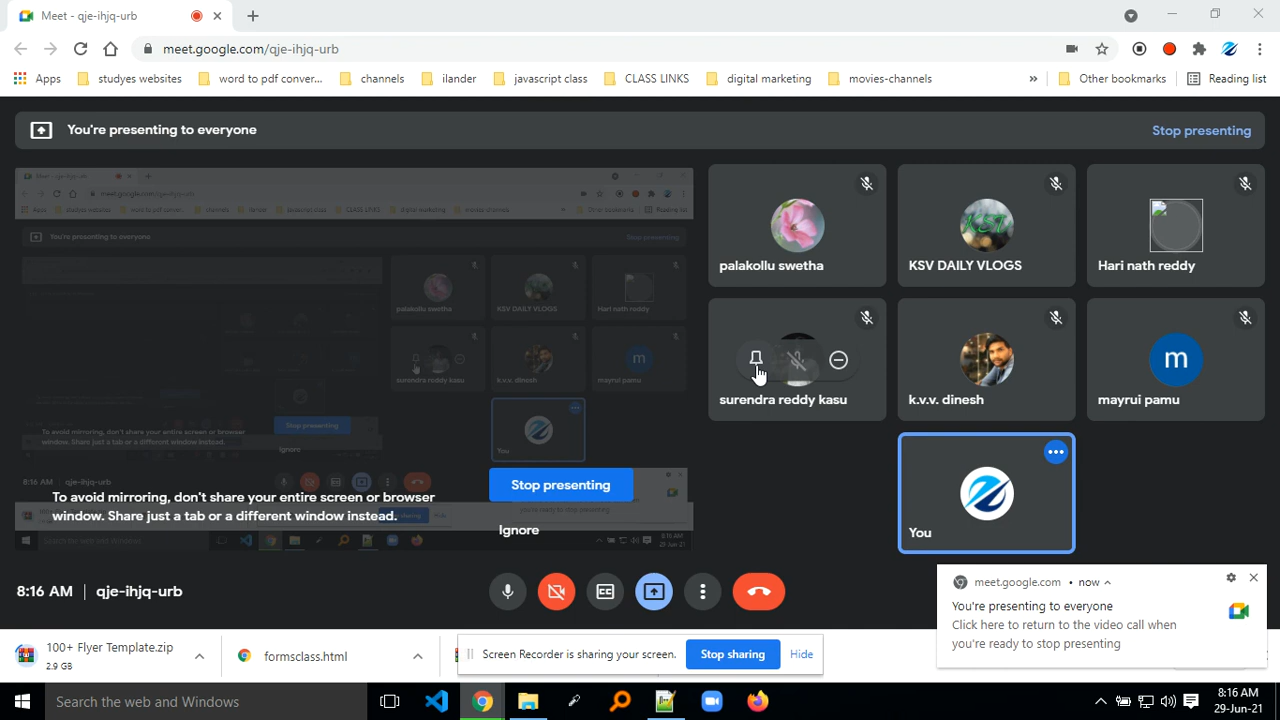 Meet - qje-ihjq-urb
meet.google.com/qje-ihjq-urb
Apps studyes websites word to pdf conver... channels ilander javascript class CLASS LINKS digital marketing movies-channels » Other bookmarks Reading list
You're presenting to everyone Stop presenting
palakollu swetha
KSV DAILY VLOGS
Hari nath reddy
surendra reddy kasu
k.v.v. dinesh
mayrui pamu
m
KST
You
To avoid mirroring, don't share your entire screen or browser
window. Share just a tab or a different window instead.
Stop presenting
Ignore
8:16 AM | qje-ihjq-urb
meet.google.com • now
You're presenting to everyone
Click here to return to the video call when
you're ready to stop presenting
100+ Flyer Template.zip
2.9 GB
formsclass.html
Screen Recorder is sharing your screen. Stop sharing Hide
Search the web and Windows
8:16 AM
29-Jun-21